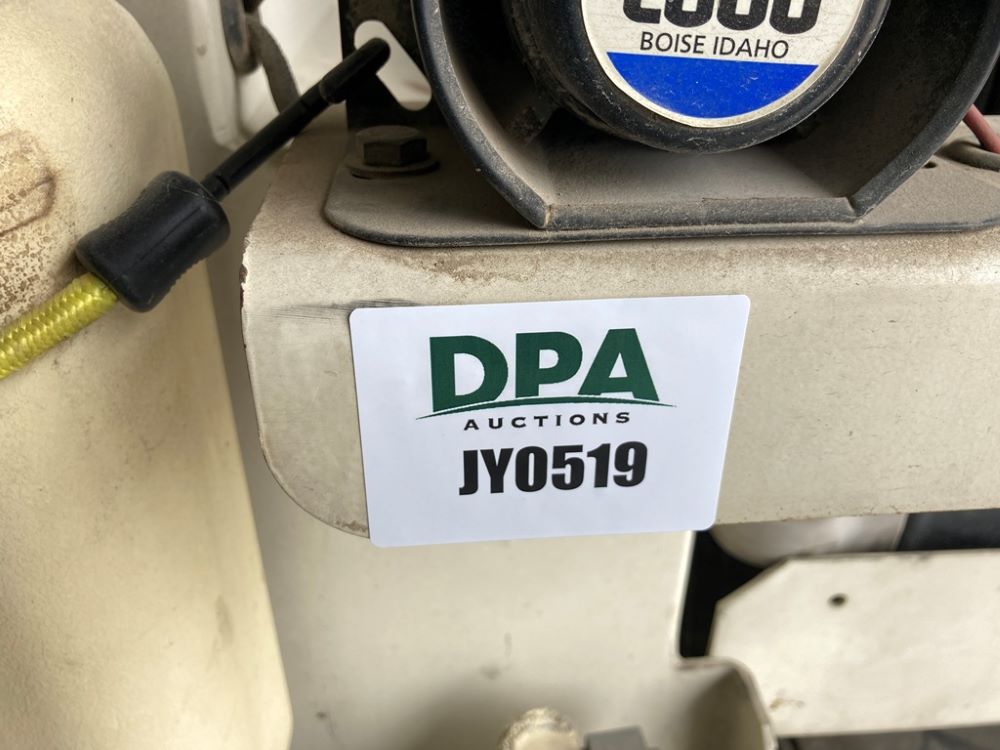 BOISE IDAHO
DPA
AUCTIONS
JY0519